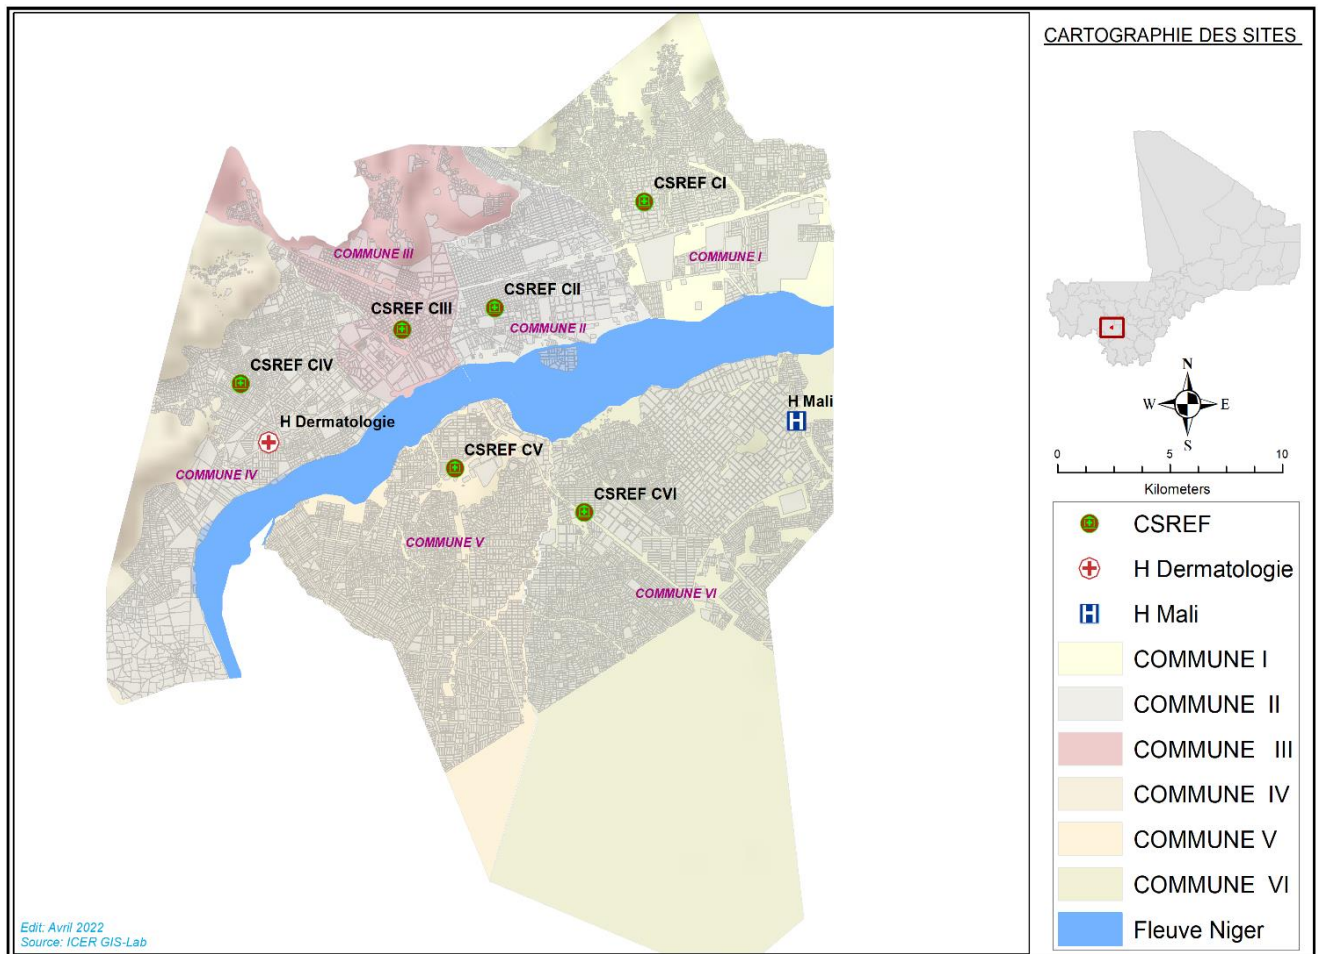 CARTOGRAPHIE DES SITES
CSREF CI
COMMUNE III
COMMUNE I
CSREF CII
CSREF CIII
COMMUNE II
CSREF CIV
H Mali
H Dermatologie
CSREF CV
COMMUNE IV
CSREF CVI
COMMUNE V
COMMUNE VI
Edit: Avril 2022
Source: ICER GIS-Lab
N
W
E
S
0 5 10
Kilometers
CSREF
H Dermatologie
H
H Mali
COMMUNE I
COMMUNE II
COMMUNE III
COMMUNE IV
COMMUNE V
COMMUNE VI
Fleuve Niger